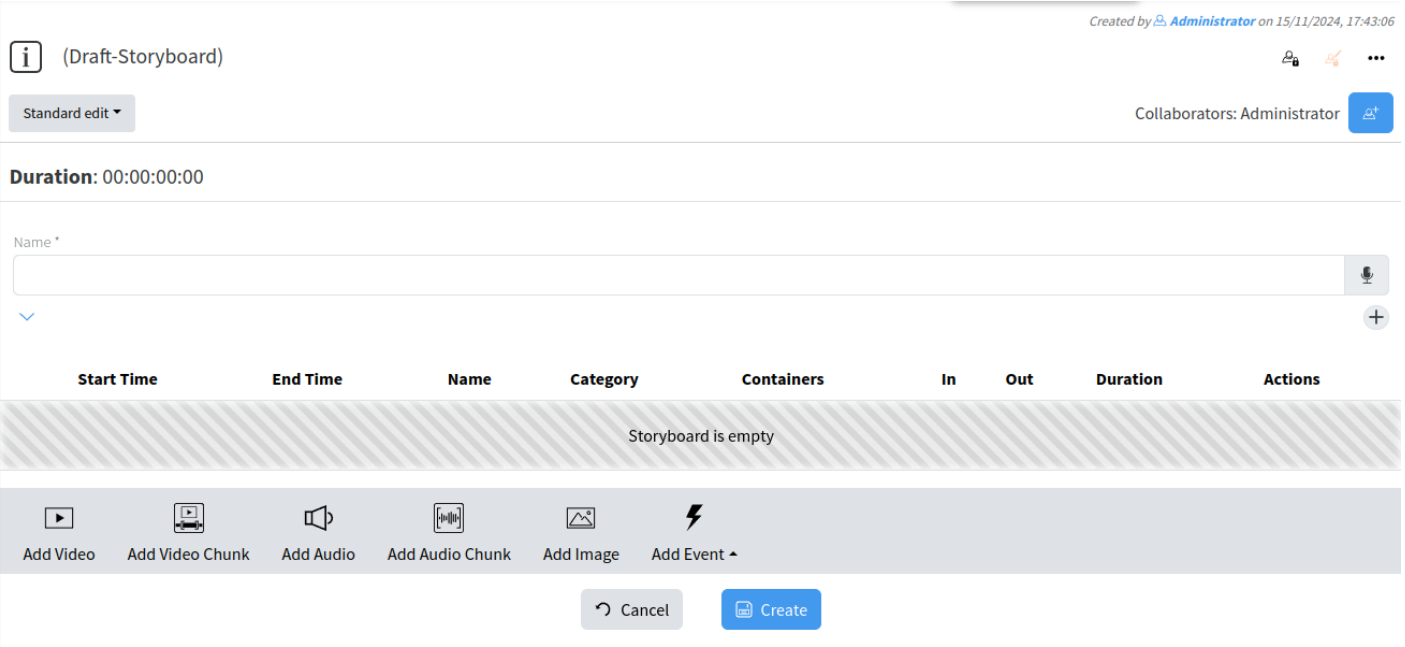 Created by Administrator on 15/11/2024, 17:43:06
i (Draft-Storyboard)
Standard edit
Collaborators: Administrator
Duration: 00:00:00:00
Name *
Start Time End Time Name Category Containers In Out Duration Actions
Storyboard is empty
Add Video Add Video Chunk Add Audio Add Audio Chunk Add Image Add Event
Cancel Create